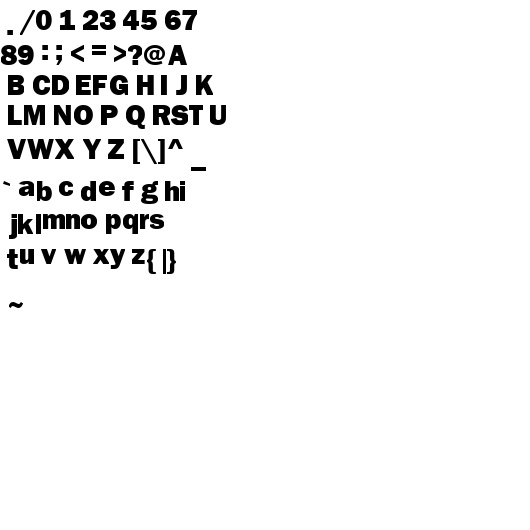 . /0 1 23 45 67
89 : ; < = >?@ A
B CD EFG H I J K
LM NO P Q RST U
VWX Y Z [\]^ _
` ab c de f g hi
jklmno pqrs
tu v w xy z{ |}
~